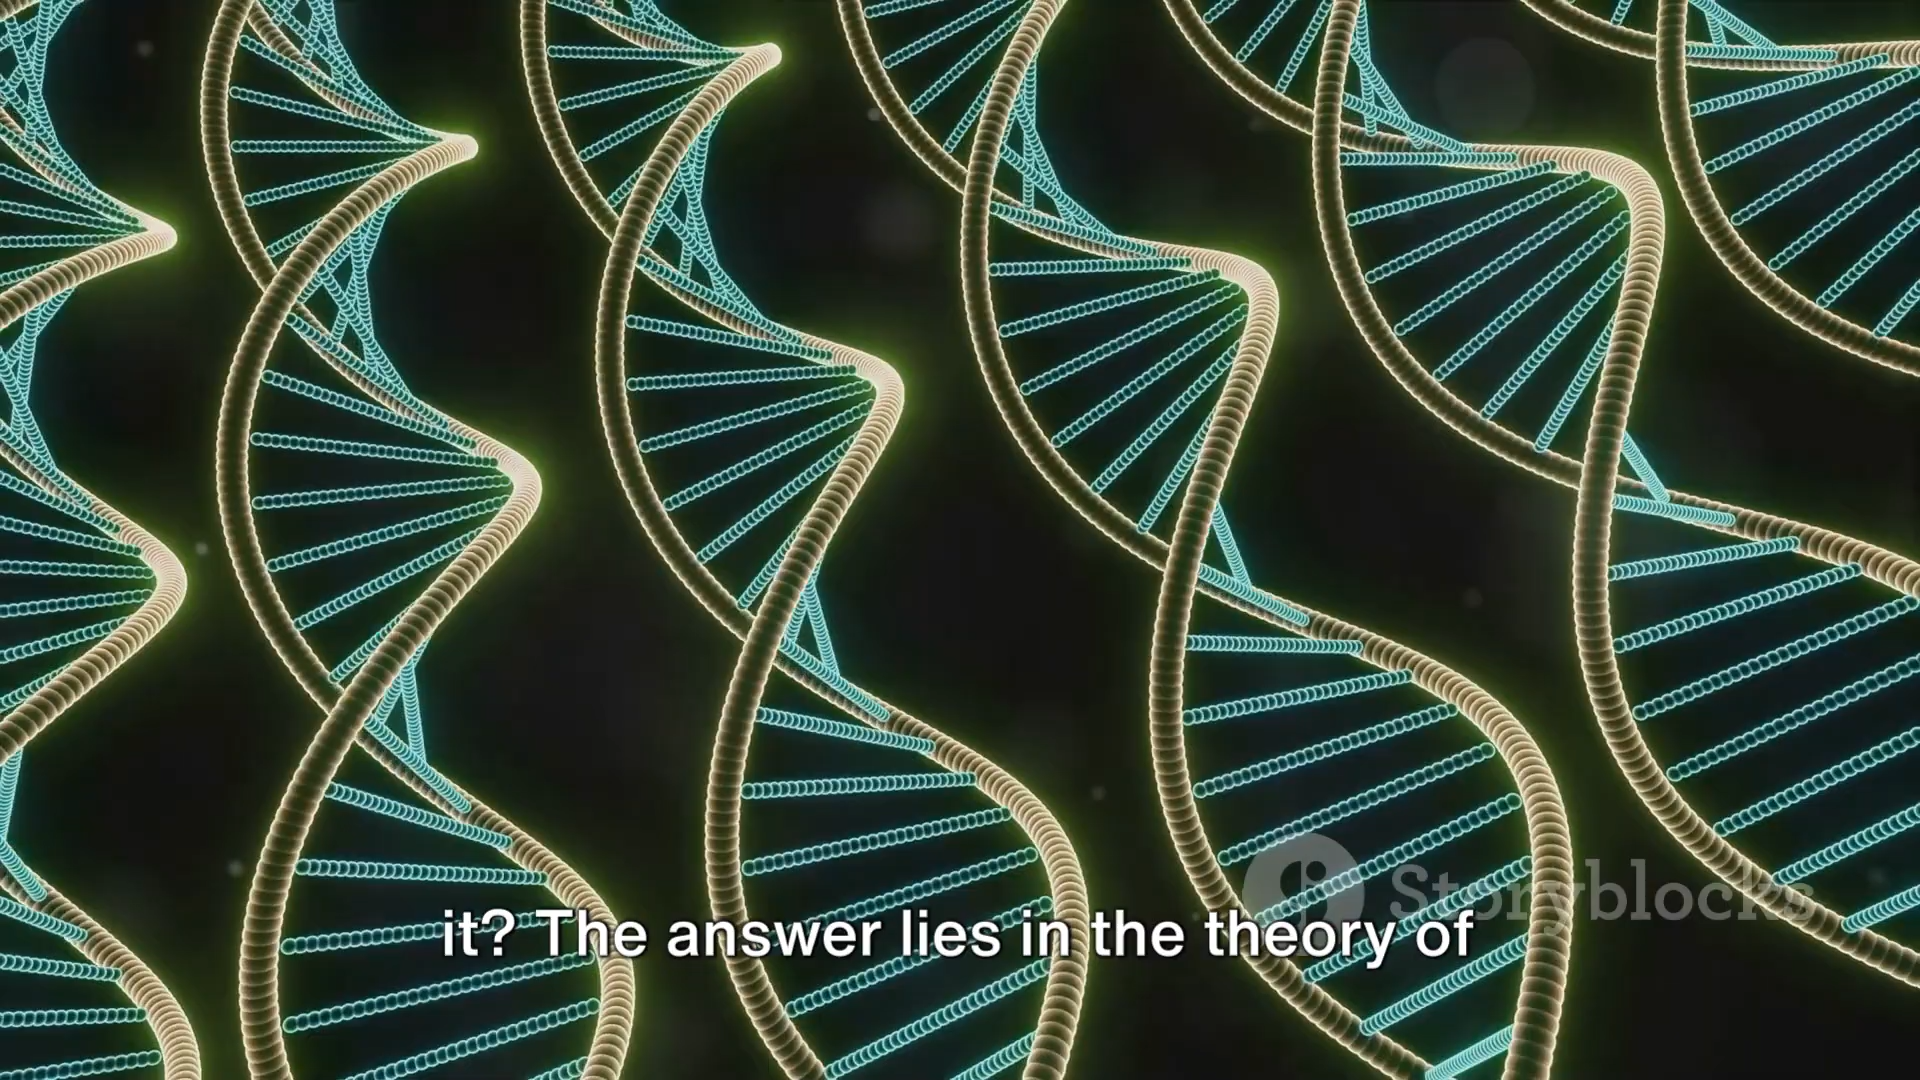 Storyblocks
it? The answer lies in the theory of